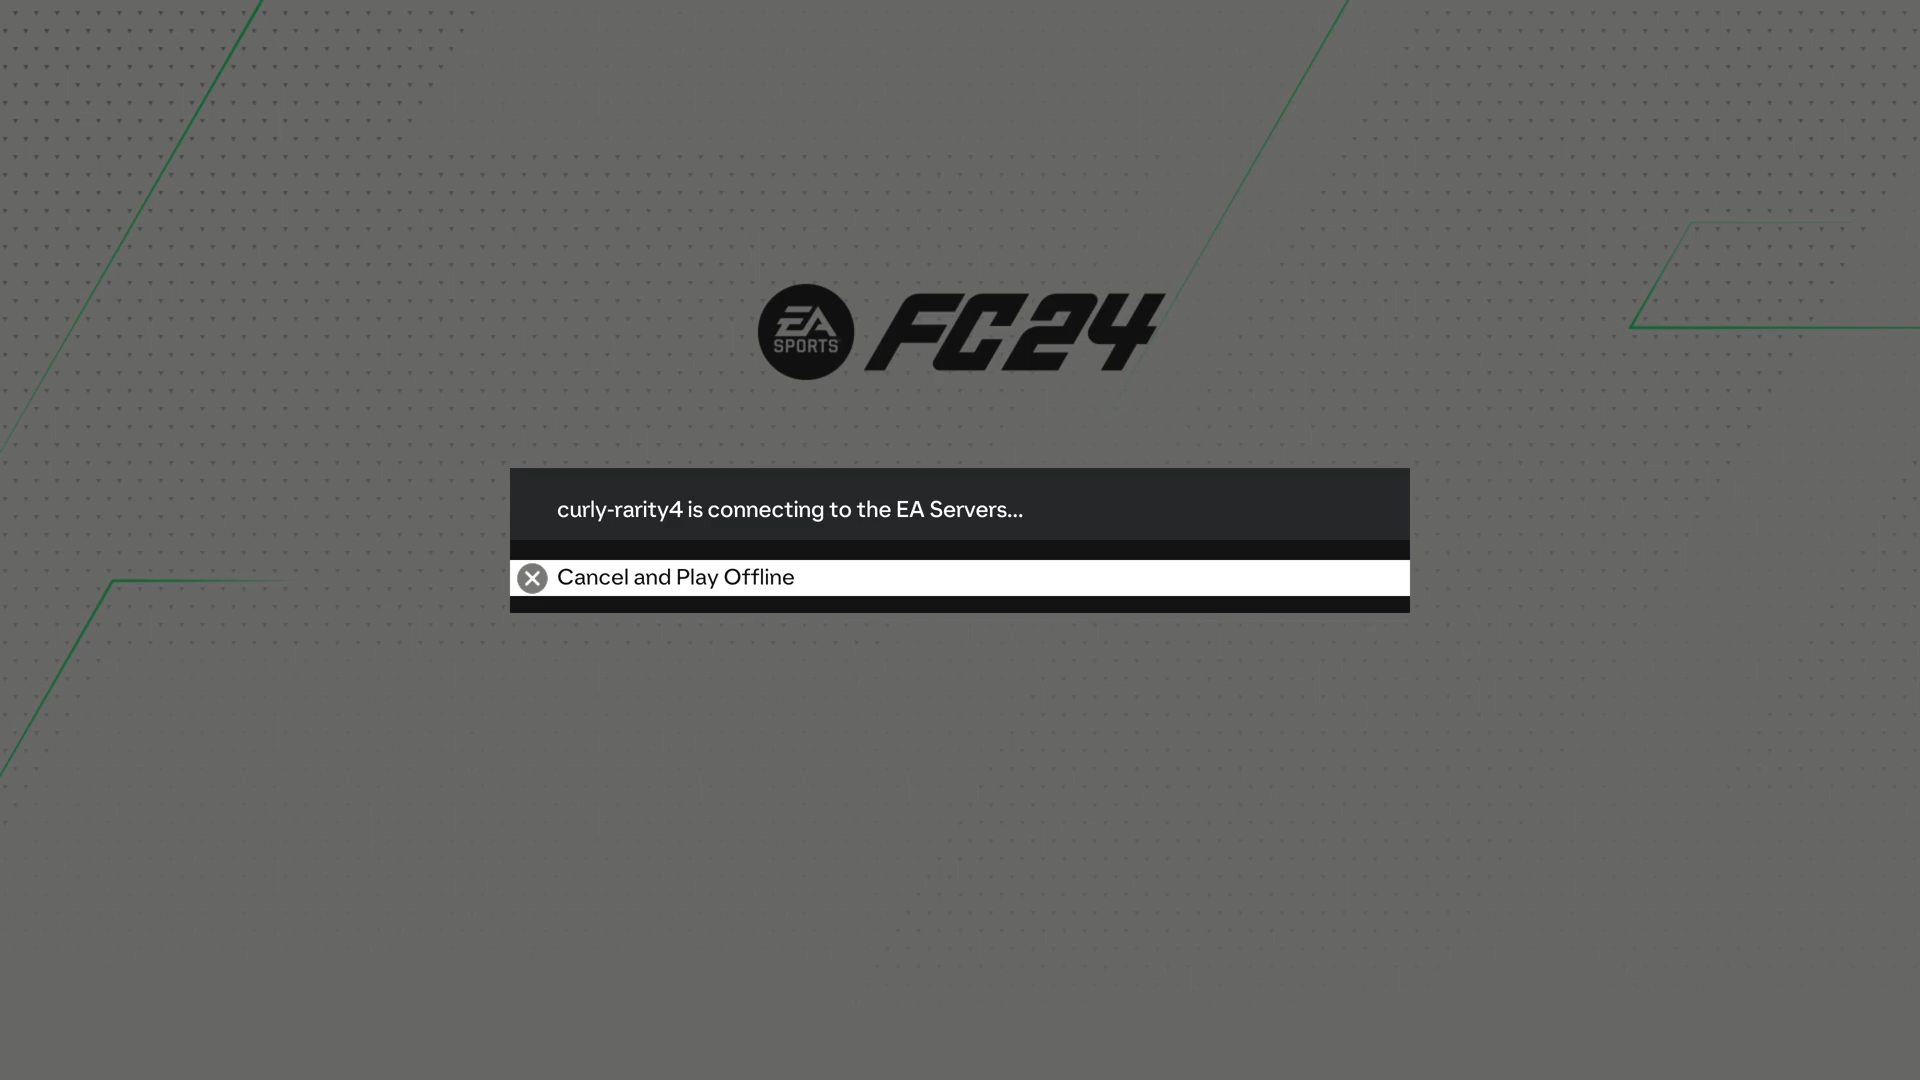 EA
SPORTS
FC24
curly-rarity4 is connecting to the EA Servers...
Cancel and Play Offline